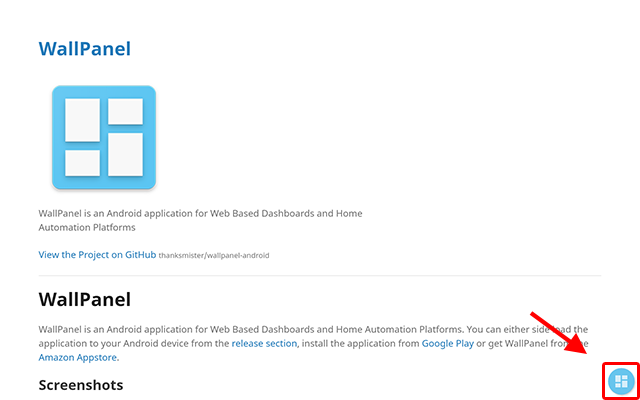 WallPanel
WallPanel is an Android application for Web Based Dashboards and Home
Automation Platforms
View the Project on GitHub thanksmister/wallpanel-android
WallPanel
WallPanel is an Android application for Web Based Dashboards and Home Automation Platforms. You can either side load the
application to your Android device from the release section, install the application from Google Play or get WallPanel from the
Amazon Appstore.
Screenshots